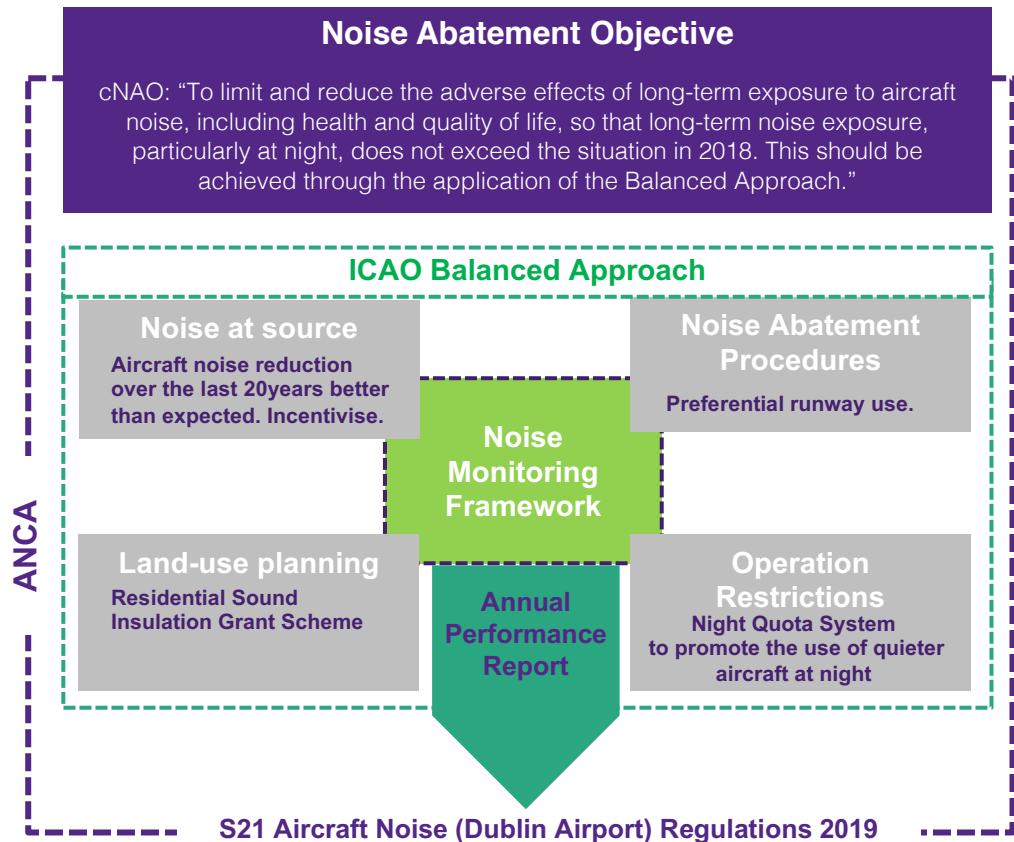 Noise Abatement Objective
cNAO: “To limit and reduce the adverse effects of long-term exposure to aircraft
noise, including health and quality of life, so that long-term noise exposure,
particularly at night, does not exceed the situation in 2018. This should be
achieved through the application of the Balanced Approach.”
ICAO Balanced Approach
Noise at source
Aircraft noise reduction
over the last 20years better
than expected. Incentivise.
Noise Abatement
Procedures
Preferential runway use.
Noise
Monitoring
Framework
ANCA
Land-use planning
Residential Sound
Insulation Grant Scheme
Annual
Performance
Report
Operation
Restrictions
Night Quota System
to promote the use of quieter
aircraft at night
S21 Aircraft Noise (Dublin Airport) Regulations 2019